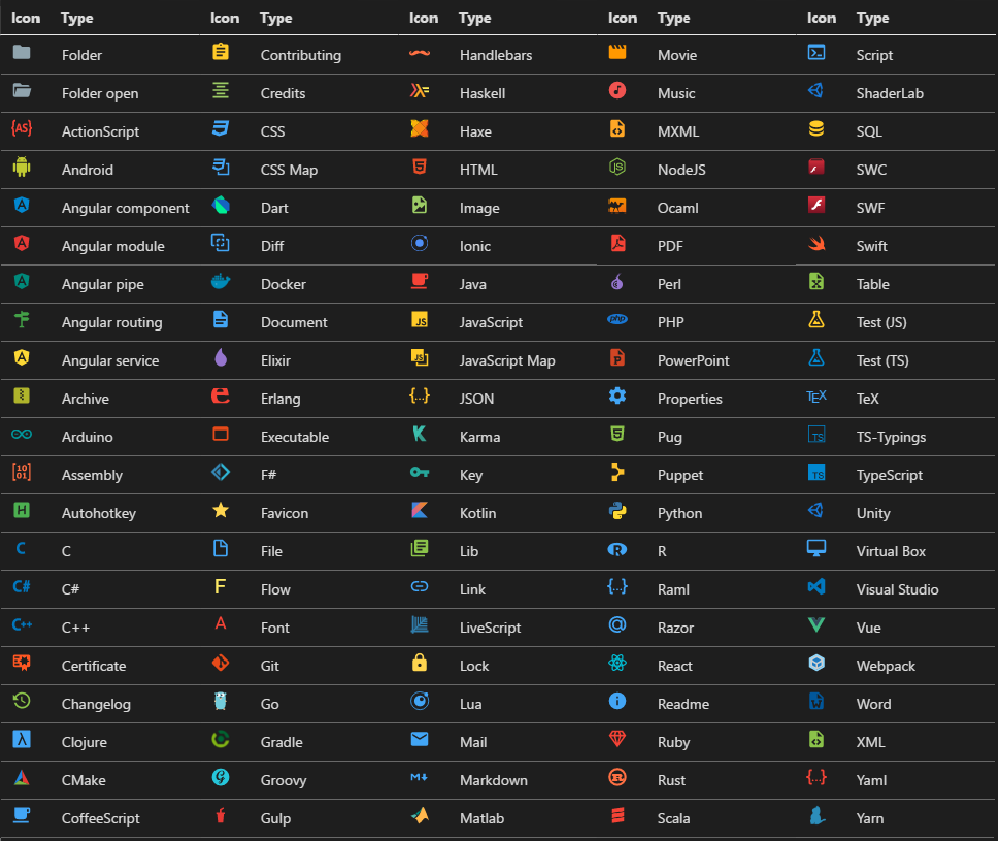 Icon Type Icon Type Icon Type Icon Type Icon Type
Folder Contributing Handlebars Movie Script
Folder open Credits Haskell Music ShaderLab
{AS} ActionScript CSS Haxe MXML SQL
Android CSS Map HTML NodeJS SWC
Angular component Dart Image Ocaml SWF
Angular module Diff Ionic PDF Swift
Angular pipe Docker Java Perl Table
Angular routing Document JS JavaScript php PHP Test (JS)
Angular service Elixir JS JavaScript Map PowerPoint Test (TS)
Archive Erlang {...} JSON Properties TEX TeX
Arduino Executable Karma Pug TS TS-Typings
[1001] Assembly F# Key Puppet TS TypeScript
H Autohotkey Favicon Kotlin Python Unity
C C File Lib R R Virtual Box
C# C# F Flow Link {...} Raml Visual Studio
C++ C++ A Font LiveScript @ Razor Vue
Certificate Git Lock React Webpack
Changelog Go Lua i Readme Word
λ Clojure Gradle Mail Ruby XML
CMake Groovy M Markdown Rust {...} Yaml
CoffeeScript Gulp Matlab Scala Yarn